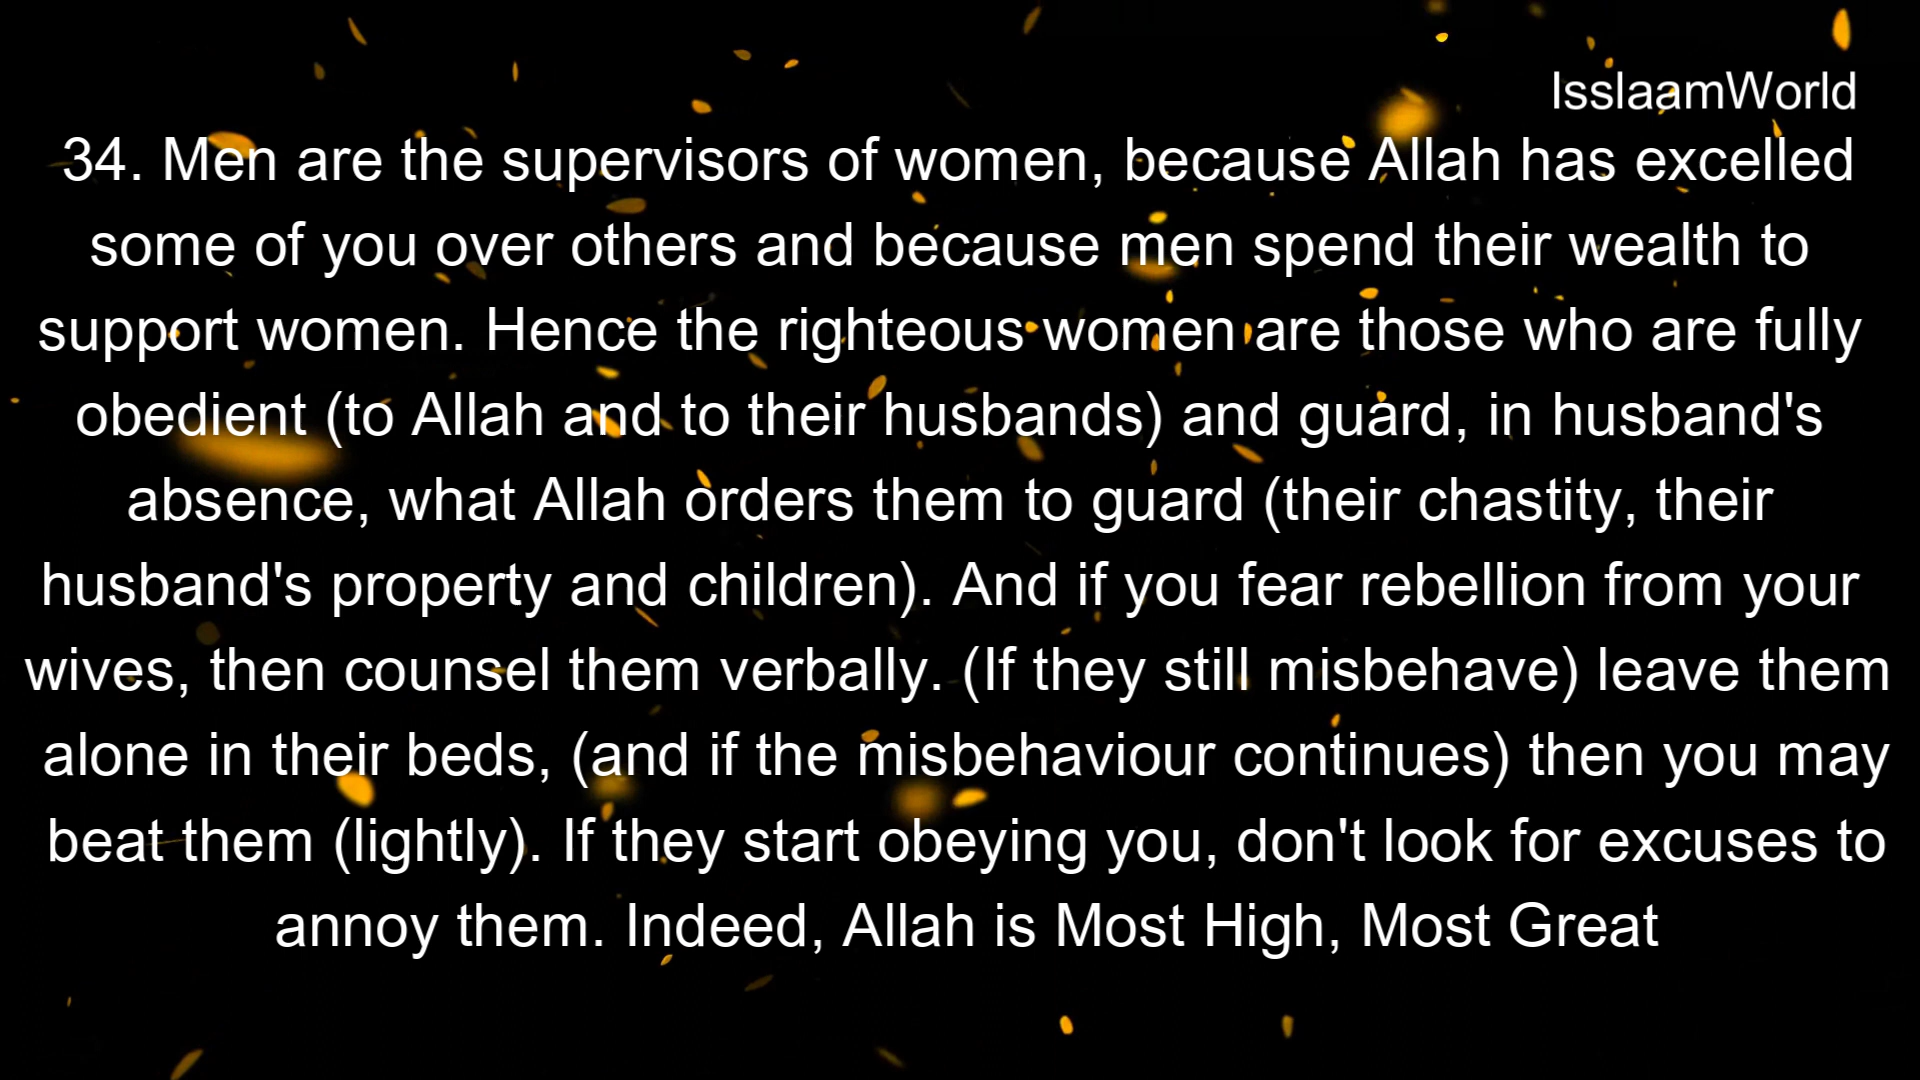 IsslaamWorld
34. Men are the supervisors of women, because Allah has excelled
some of you over others and because men spend their wealth to
support women. Hence the righteous women are those who are fully
obedient (to Allah and to their husbands) and guard, in husband's
absence, what Allah orders them to guard (their chastity, their
husband's property and children). And if you fear rebellion from your
wives, then counsel them verbally. (If they still misbehave) leave them
alone in their beds, (and if the misbehaviour continues) then you may
beat them (lightly). If they start obeying you, don't look for excuses to
annoy them. Indeed, Allah is Most High, Most Great